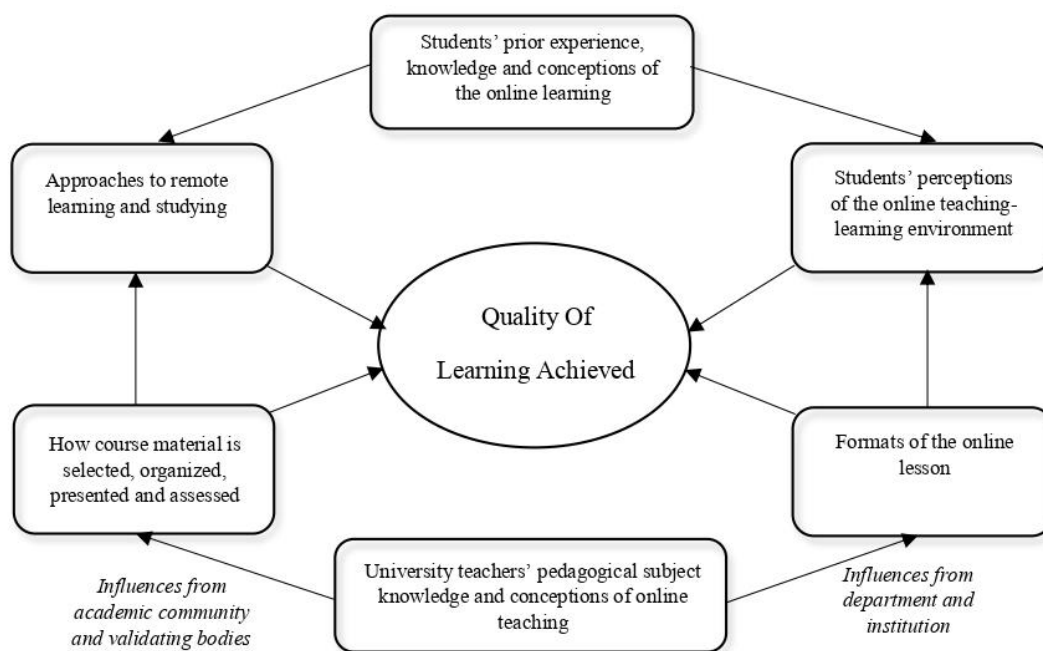 Students’ prior experience,
knowledge and conceptions of
the online learning
Approaches to remote
learning and studying
Students’ perceptions
of the online teaching-
learning environment
Quality Of
Learning Achieved
How course material is
selected, organized,
presented and assessed
Formats of the online
lesson
University teachers’ pedagogical subject
knowledge and conceptions of online
teaching
Influences from
academic community
and validating bodies
Influences from
department and
institution